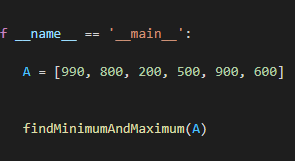 f __name__ == '__main__':
A = [990, 800, 200, 500, 900, 600]
findMinimumAndMaximum(A)